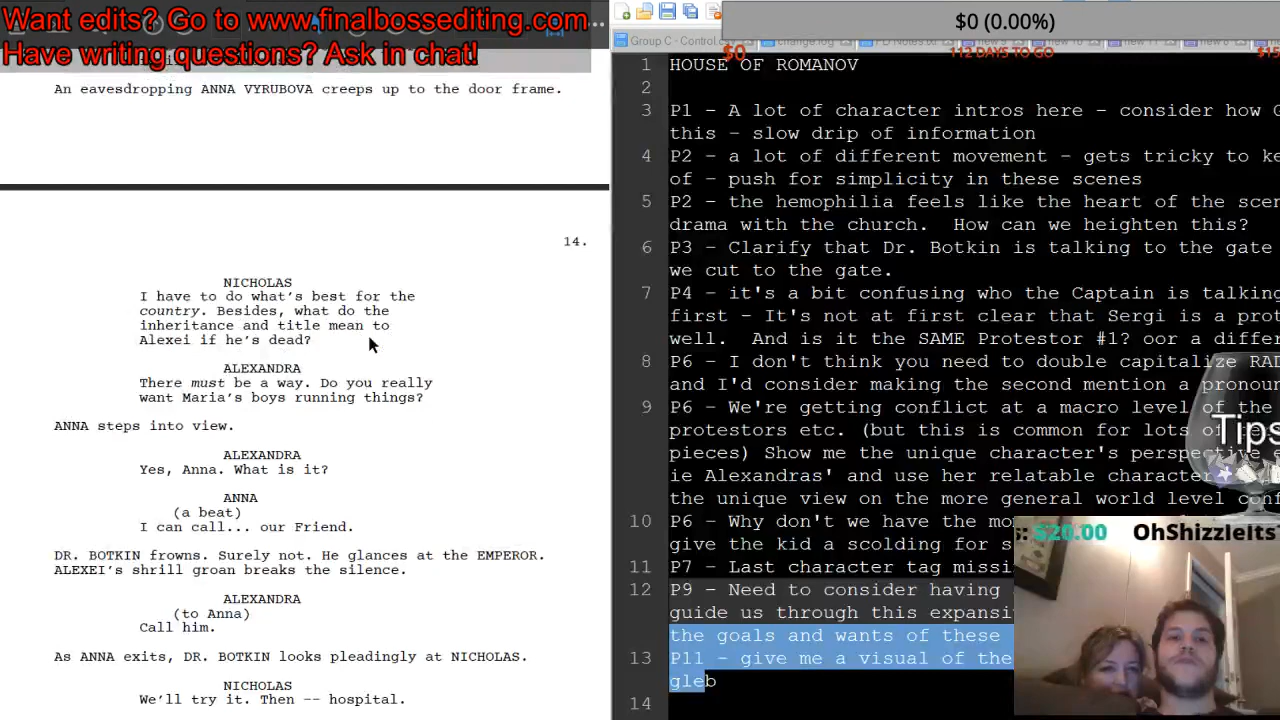 Want edits? Go to www.finalbossediting.com
Have writing questions? Ask in chat!
An eavesdropping ANNA VYRUBOVA creeps up to the door frame.
14.
NICHOLAS
I have to do what's best for the
country. Besides, what do the
inheritance and title mean to
Alexei if he's dead?
ALEXANDRA
There must be a way. Do you really
want Maria's boys running things?
ANNA steps into view.
ALEXANDRA
Yes, Anna. What is it?
ANNA
(a beat)
I can call... our Friend.
DR. BOTKIN frowns. Surely not. He glances at the EMPEROR.
ALEXEI's shrill groan breaks the silence.
ALEXANDRA
(to Anna)
Call him.
As ANNA exits, DR. BOTKIN looks pleadingly at NICHOLAS.
NICHOLAS
We'll try it. Then -- hospital.
$0 (0.00%)
Group C - Control
change.log
$0
112 DAYS TO GO
1 HOUSE OF ROMANOV
2
3 P1 - A lot of character intros here - consider how
this - slow drip of information
4 P2 - a lot of different movement - gets tricky to
of - push for simplicity in these scenes
5 P2 - the hemophilia feels like the heart of the
drama with the church. How can we heighten this?
6 P3 - Clarify that Dr. Botkin is talking to the gate
we cut to the gate.
7 P4 - it's a bit confusing who the Captain is
first - It's not at first clear that Sergi is a
well. And is it the SAME Protestor #1? oor a
8 P6 - I don't think you need to double capitalize
and I'd consider making the second mention a
9 P6 - We're getting conflict at a macro level of the
protestors etc. (but this is common for lots of
pieces) Show me the unique character's
ie Alexandras' and use her relatable
the unique view on the more general world level
10 P6 - Why don't we have the
give the kid a scolding for
11 P7 - Last character tag
12 P9 - Need to consider having
guide us through this
the goals and wants of these
13 P11 - give me a visual of the
gleb
14
Tips
$20.00 OhShizzleIts